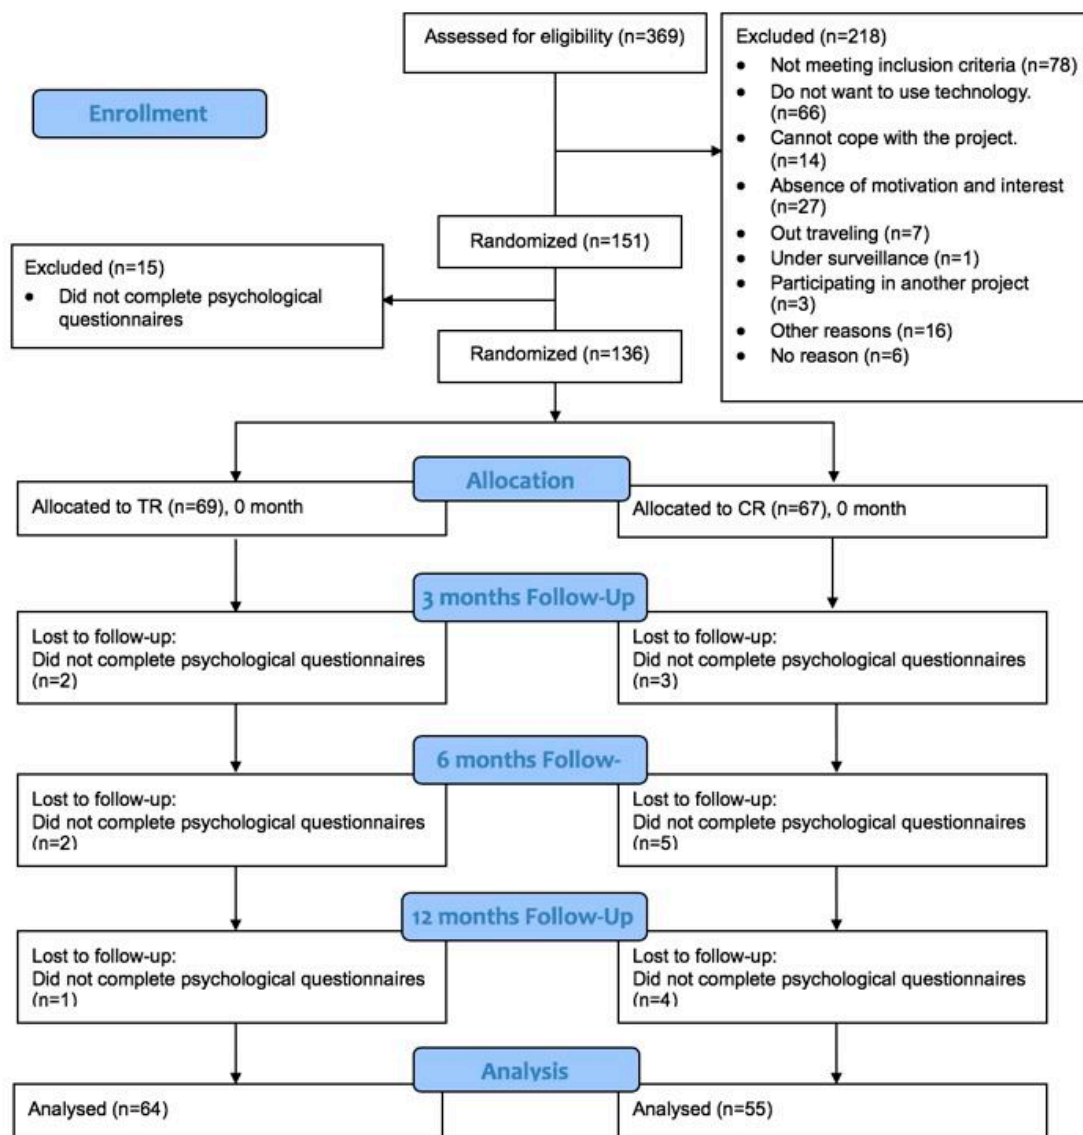 Assessed for eligibility (n=369)
Excluded (n=218)
• Not meeting inclusion criteria (n=78)
• Do not want to use technology.
(n=66)
• Cannot cope with the project.
(n=14)
• Absence of motivation and interest
(n=27)
• Out traveling (n=7)
• Under surveillance (n=1)
• Participating in another project
(n=3)
• Other reasons (n=16)
• No reason (n=6)
Enrollment
Randomized (n=151)
Excluded (n=15)
• Did not complete psychological
questionnaires
Randomized (n=136)
Allocation
Allocated to TR (n=69), 0 month
Allocated to CR (n=67), 0 month
3 months Follow-Up
Lost to follow-up:
Did not complete psychological questionnaires
(n=2)
Lost to follow-up:
Did not complete psychological questionnaires
(n=3)
6 months Follow-
Lost to follow-up:
Did not complete psychological questionnaires
(n=2)
Lost to follow-up:
Did not complete psychological questionnaires
(n=5)
12 months Follow-Up
Lost to follow-up:
Did not complete psychological questionnaires
(n=1)
Lost to follow-up:
Did not complete psychological questionnaires
(n=4)
Analysis
Analysed (n=64)
Analysed (n=55)